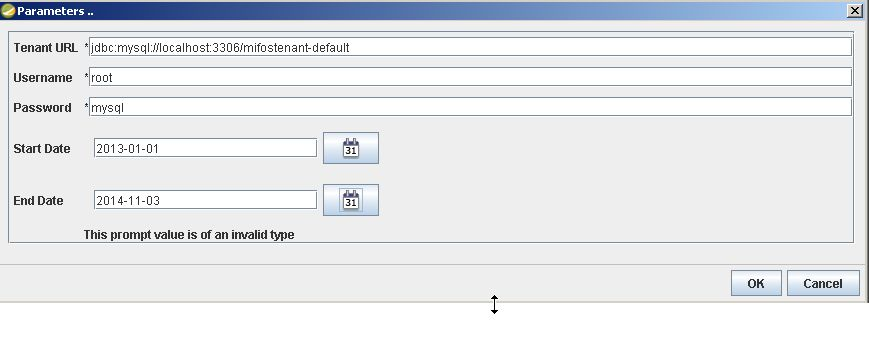 Parameters ..
Tenant URL *jdbc:mysql://localhost:3306/mifostenant-default
Username *root
Password *mysql
Start Date 2013-01-01 31
End Date 2014-11-03 31
This prompt value is of an invalid type
OK Cancel